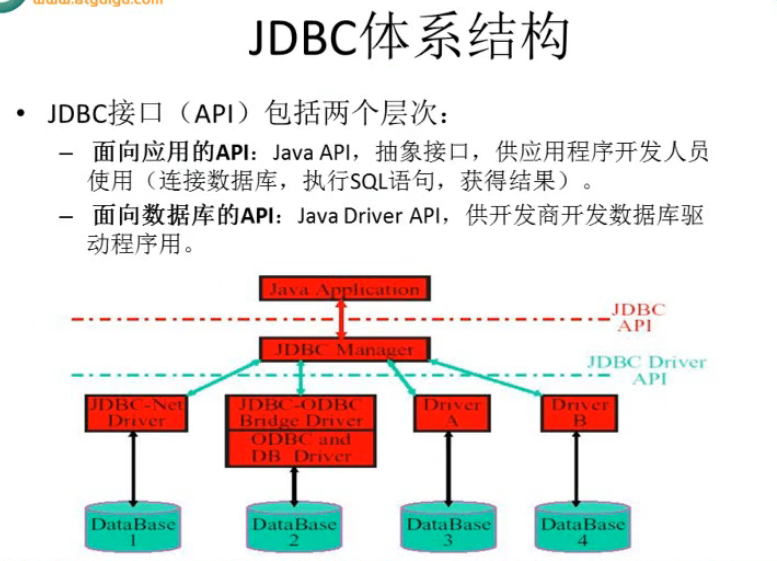 www.atguigu.com
JDBC体系结构
• JDBC接口（API）包括两个层次：
– 面向应用的API：Java API，抽象接口，供应用程序开发人员
使用（连接数据库，执行SQL语句，获得结果）。
– 面向数据库的API：Java Driver API，供开发商开发数据库驱
动程序用。
Java Application
JDBC
API
JDBC Manager
JDBC Driver
API
JDBC-Net
Driver
JDBC-ODBC
Bridge Driver
ODBC and
DB Driver
Driver
A
Driver
B
DataBase
1
DataBase
2
DataBase
3
DataBase
4